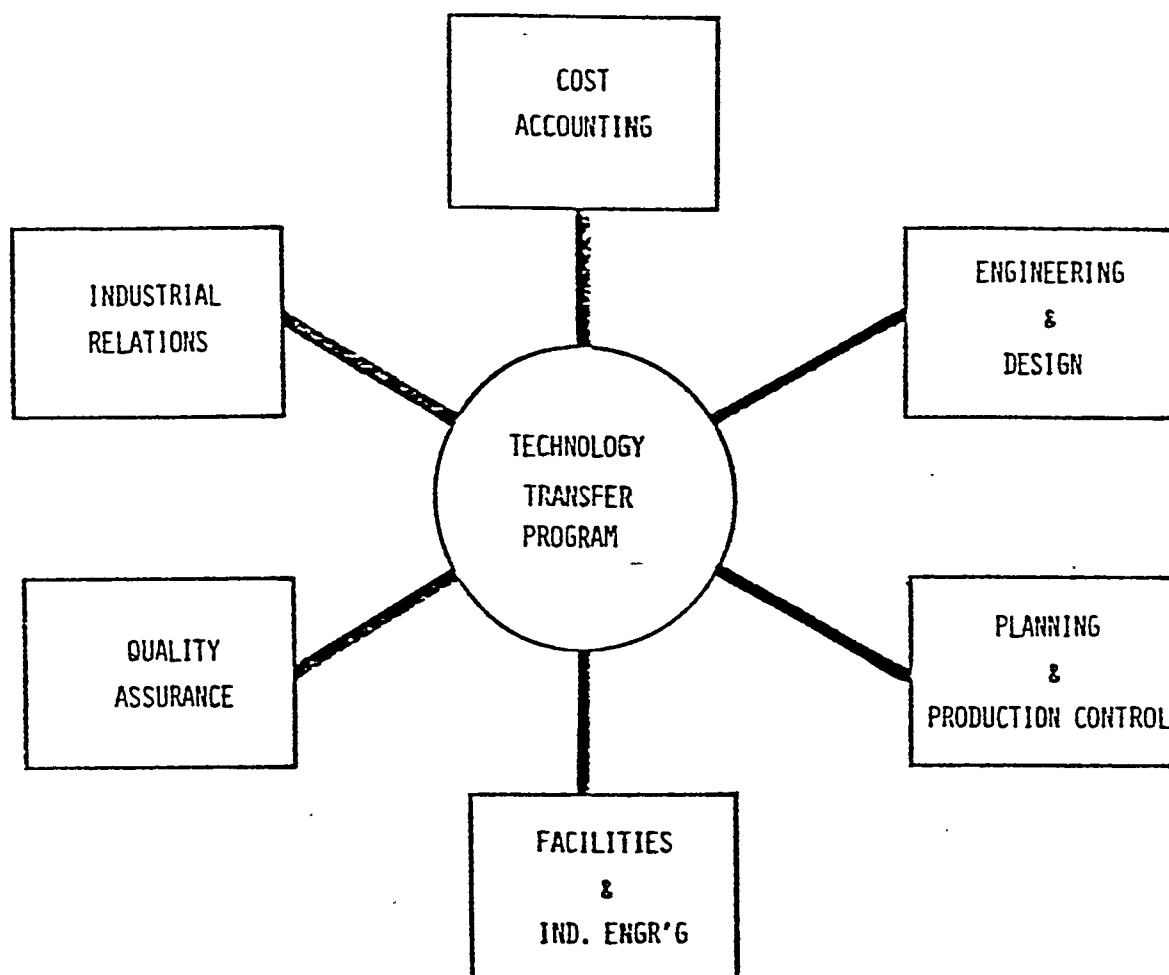 COST
ACCOUNTING
INDUSTRIAL
RELATIONS
ENGINEERING
&
DESIGN
TECHNOLOGY
TRANSFER
PROGRAM
QUALITY
ASSURANCE
PLANNING
&
PRODUCTION CONTROL
FACILITIES
&
IND. ENGR'G